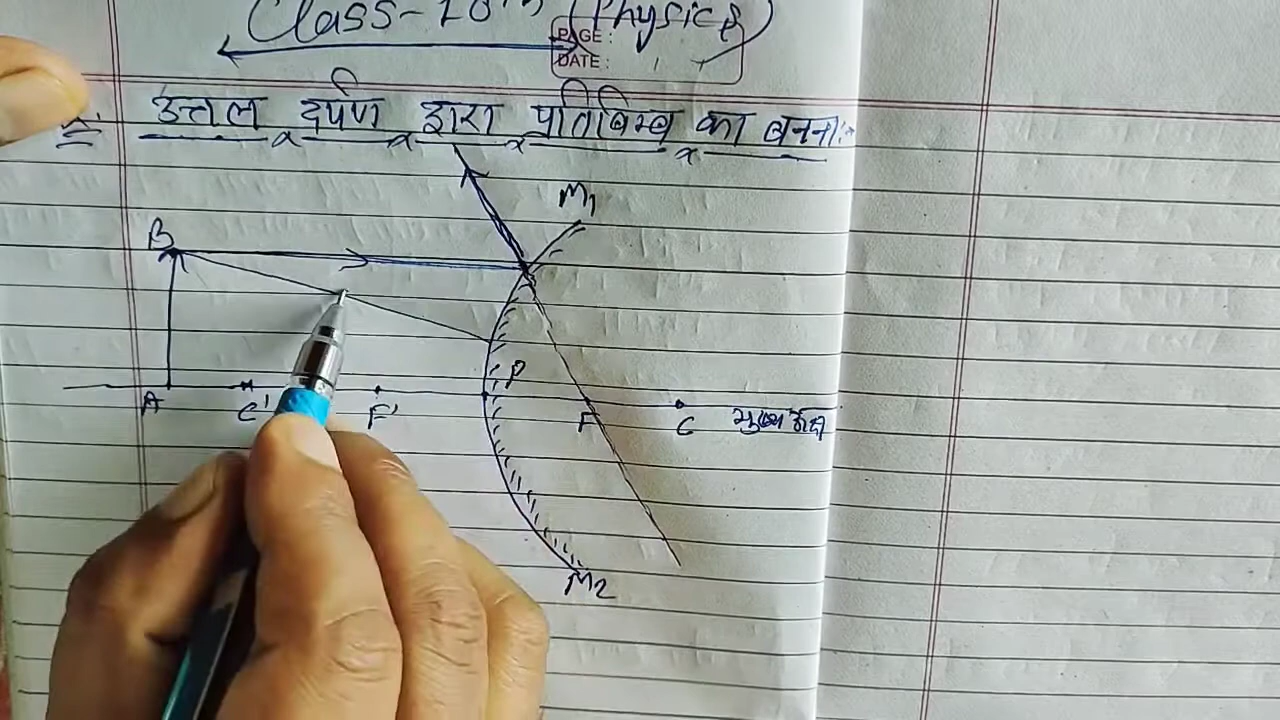 Class-10th (Physics)
PAGE :
DATE :
उत्तल दर्पण द्वारा प्रतिबिम्ब का बनना:-
M1
B
P
A C' F' F C मुख्य अक्ष
M2